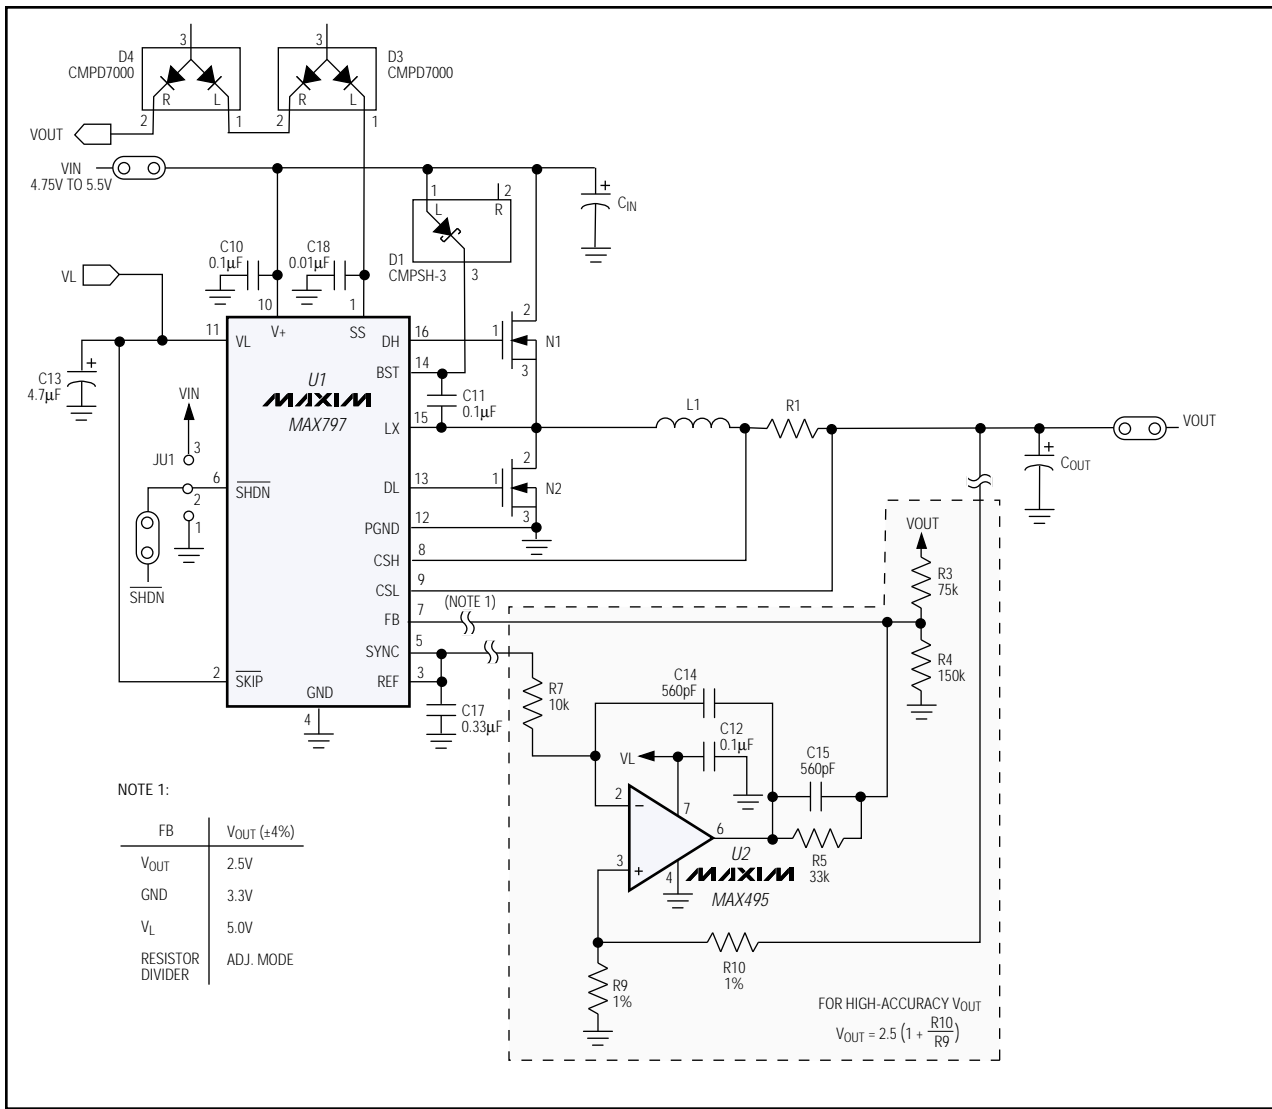 3
3
D4
CMPD7000
D3
CMPD7000
R
L
R
L
2
1
2
1
VOUT
VIN
4.75V TO 5.5V
1
2
L
R
D1
CMPSH-3
3
+
CIN
C10
0.1µF
C18
0.01µF
VL
10
1
11
VL
V+
SS
DH
16
1
2
N1
3
BST
14
C11
0.1µF
U1
MAXIM
MAX797
LX
15
+
C13
4.7µF
VIN
3
JU1
2
1
6
SHDN
SHDN
DL
13
1
2
N2
3
PGND
12
CSH
8
CSL
9
FB
7
(NOTE 1)
SYNC
5
REF
3
2
SKIP
GND
4
C17
0.33µF
L1
R1
VOUT
+
COUT
VOUT
R3
75k
R4
150k
R7
10k
C14
560pF
C12
0.1µF
VL
C15
560pF
2
−
7
6
3
+
4
U2
MAXIM
MAX495
R5
33k
R10
1%
R9
1%
FOR HIGH-ACCURACY VOUT
VOUT = 2.5 (1 + R10/R9)
NOTE 1:
FB VOUT (±4%)
VOUT 2.5V
GND 3.3V
VL 5.0V
RESISTOR DIVIDER ADJ. MODE